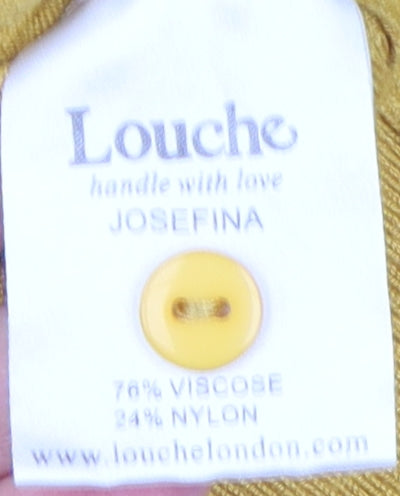 Louche
handle with love
JOSEFINA
76% VISCOSE
24% NYLON
www.louchelondon.com